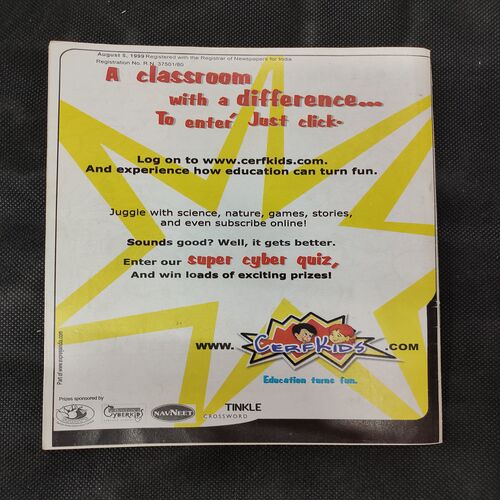 August 5, 1999 Registered with the Registrar of Newspapers for India
Registration No. R.N. 37501/80
A classroom
with a difference...
To enter Just click.
Log on to www.cerfkids.com.
And experience how education can turn fun.
Juggle with science, nature, games, stories,
and even subscribe online!
Sounds good? Well, it gets better.
Enter our super cyber quiz,
And win loads of exciting prizes!
www. CERFKIDS .COM
Education turns fun.
Prizes sponsored by
CYBERKIDS
NAVNEET
TINKLE
CROSSWORD